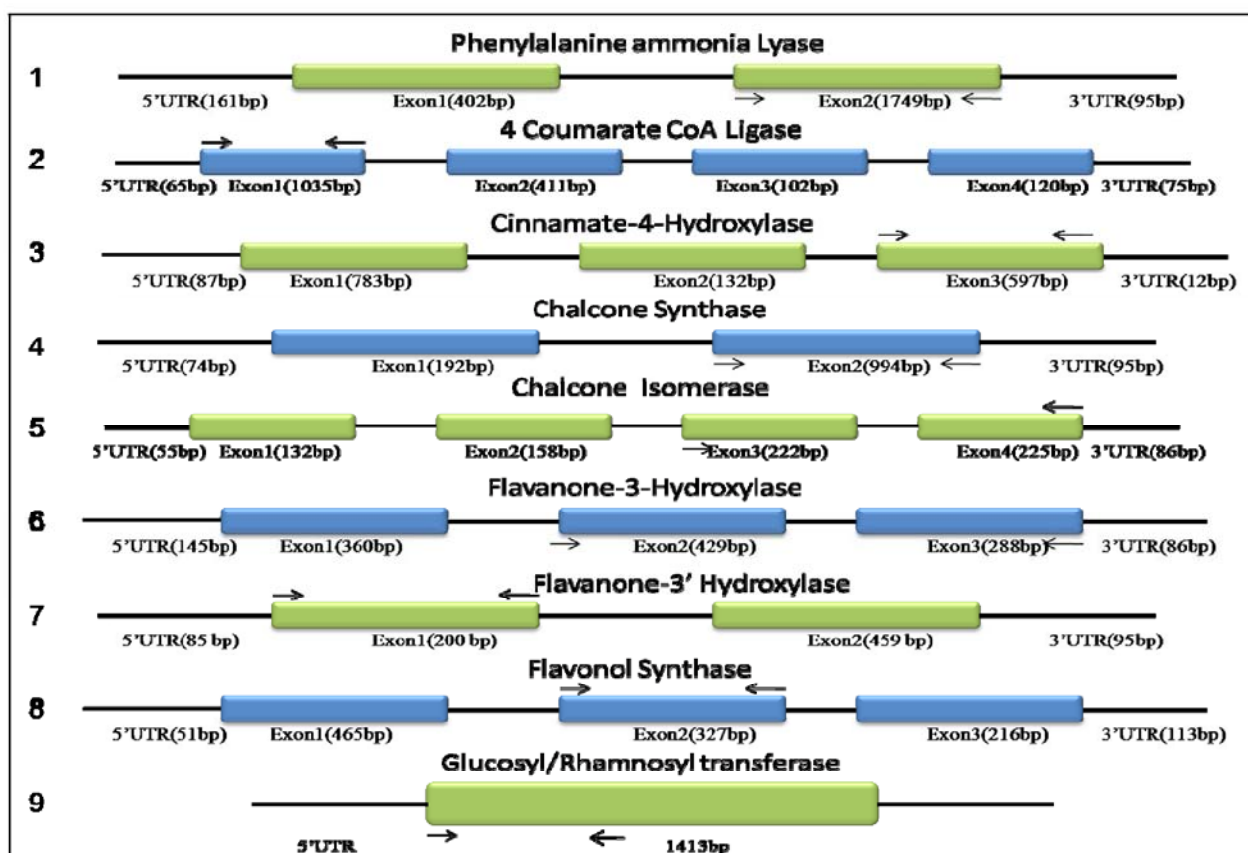 Phenylalanine ammonia Lyase
1
5'UTR(161bp) Exon1(402bp) Exon2(1749bp) 3'UTR(95bp)
4 Coumarate CoA Ligase
2
5'UTR(65bp) Exon1(1035bp) Exon2(411bp) Exon3(102bp) Exon4(120bp) 3'UTR(75bp)
Cinnamate-4-Hydroxylase
3
5'UTR(87bp) Exon1(783bp) Exon2(132bp) Exon3(597bp) 3'UTR(12bp)
Chalcone Synthase
4
5'UTR(74bp) Exon1(192bp) Exon2(994bp) 3'UTR(95bp)
Chalcone Isomerase
5
5'UTR(55bp) Exon1(132bp) Exon2(158bp) Exon3(222bp) Exon4(225bp) 3'UTR(86bp)
Flavanone-3-Hydroxylase
6
5'UTR(145bp) Exon1(360bp) Exon2(429bp) Exon3(288bp) 3'UTR(86bp)
Flavanone-3' Hydroxylase
7
5'UTR(85 bp) Exon1(200 bp) Exon2(459 bp) 3'UTR(95bp)
Flavonol Synthase
8
5'UTR(51bp) Exon1(465bp) Exon2(327bp) Exon3(216bp) 3'UTR(113bp)
Glucosyl/Rhamnosyl transferase
9
5'UTR 1413bp